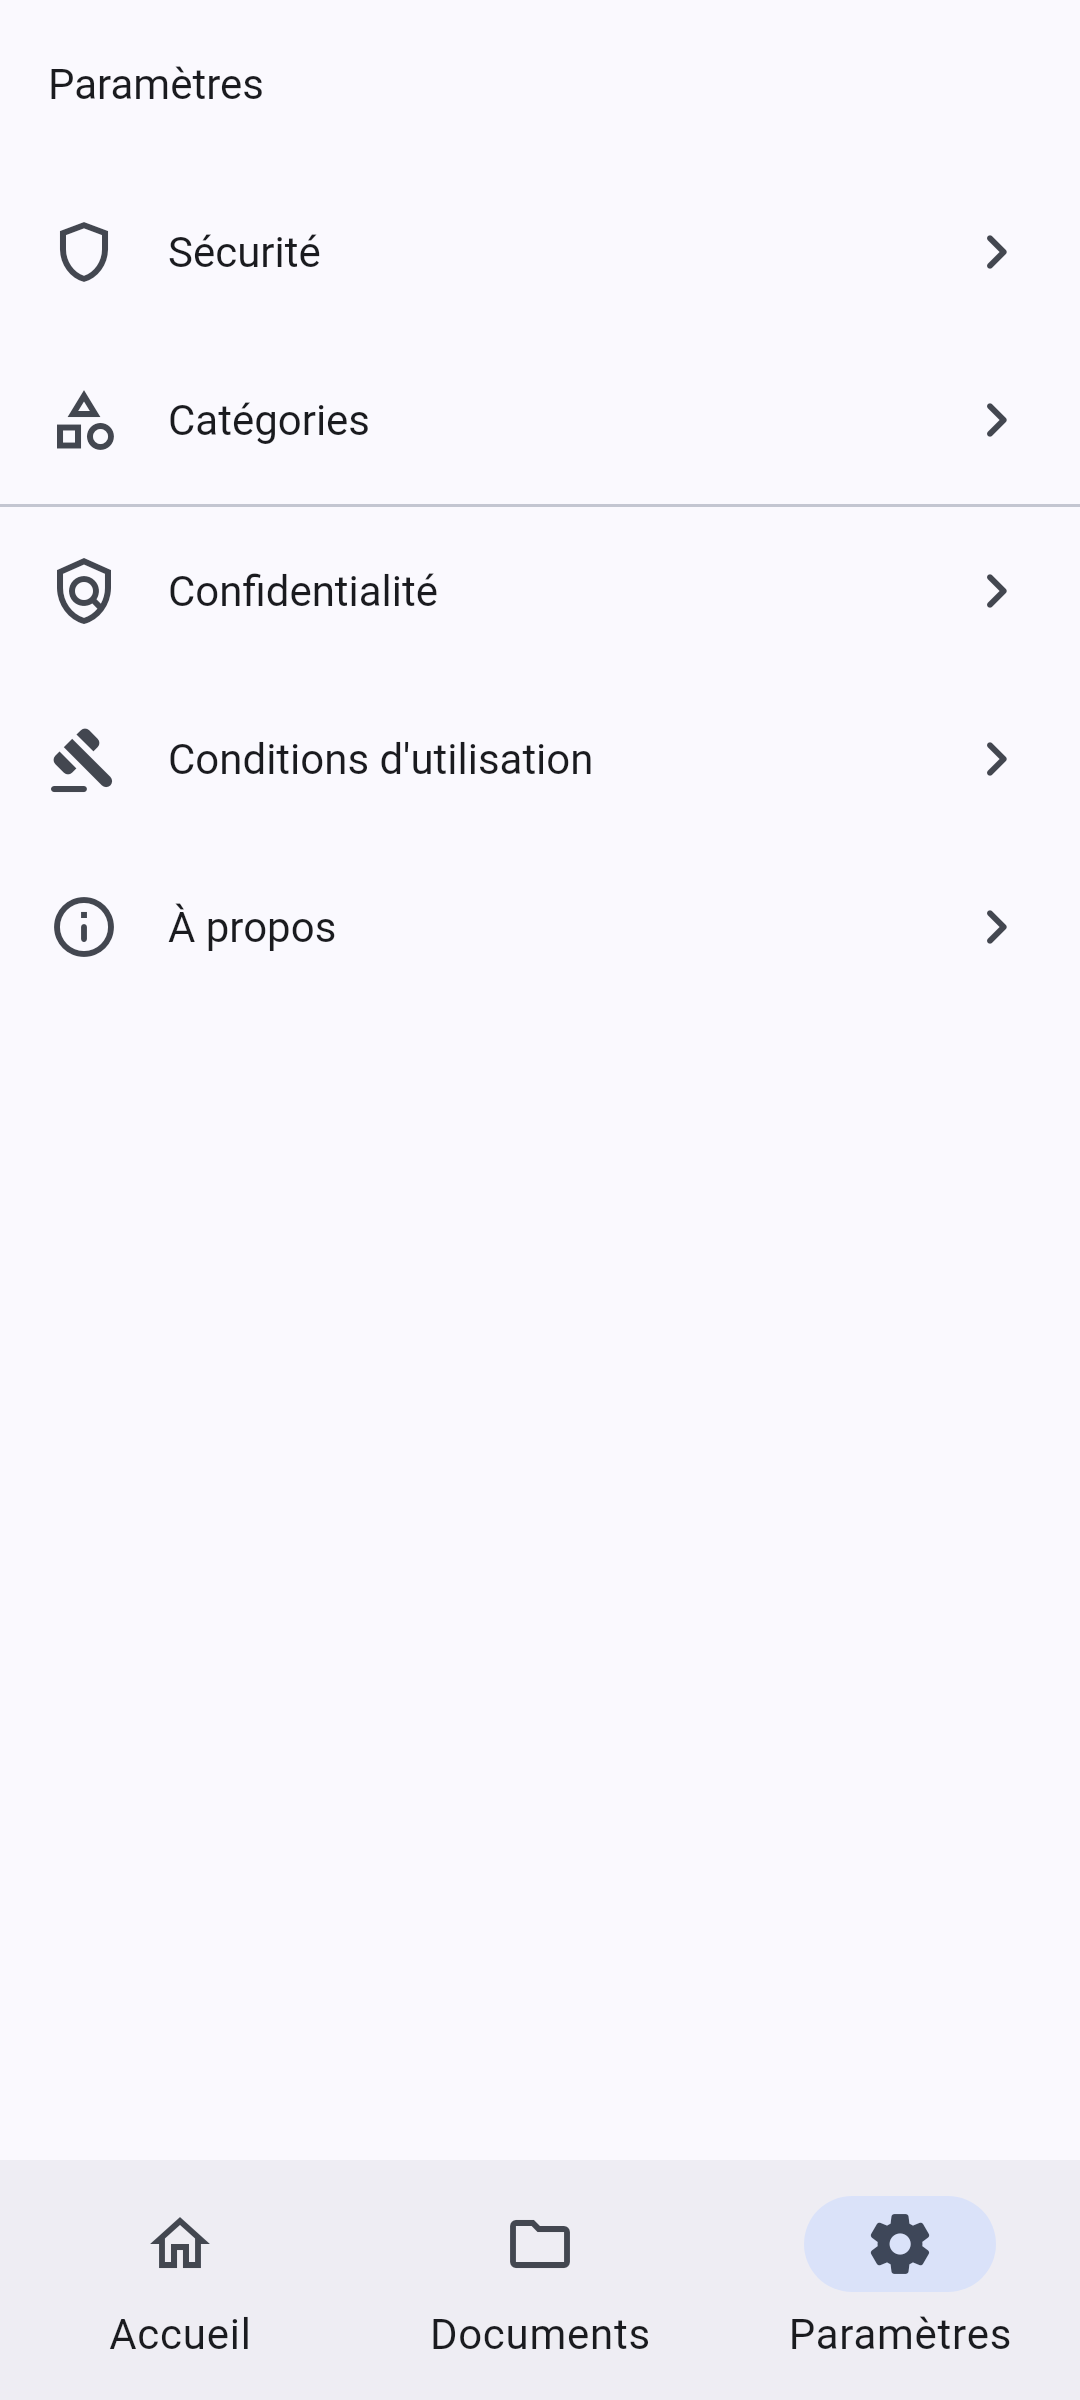 Paramètres
Sécurité
Catégories
Confidentialité
Conditions d'utilisation
À propos
Accueil
Documents
Paramètres